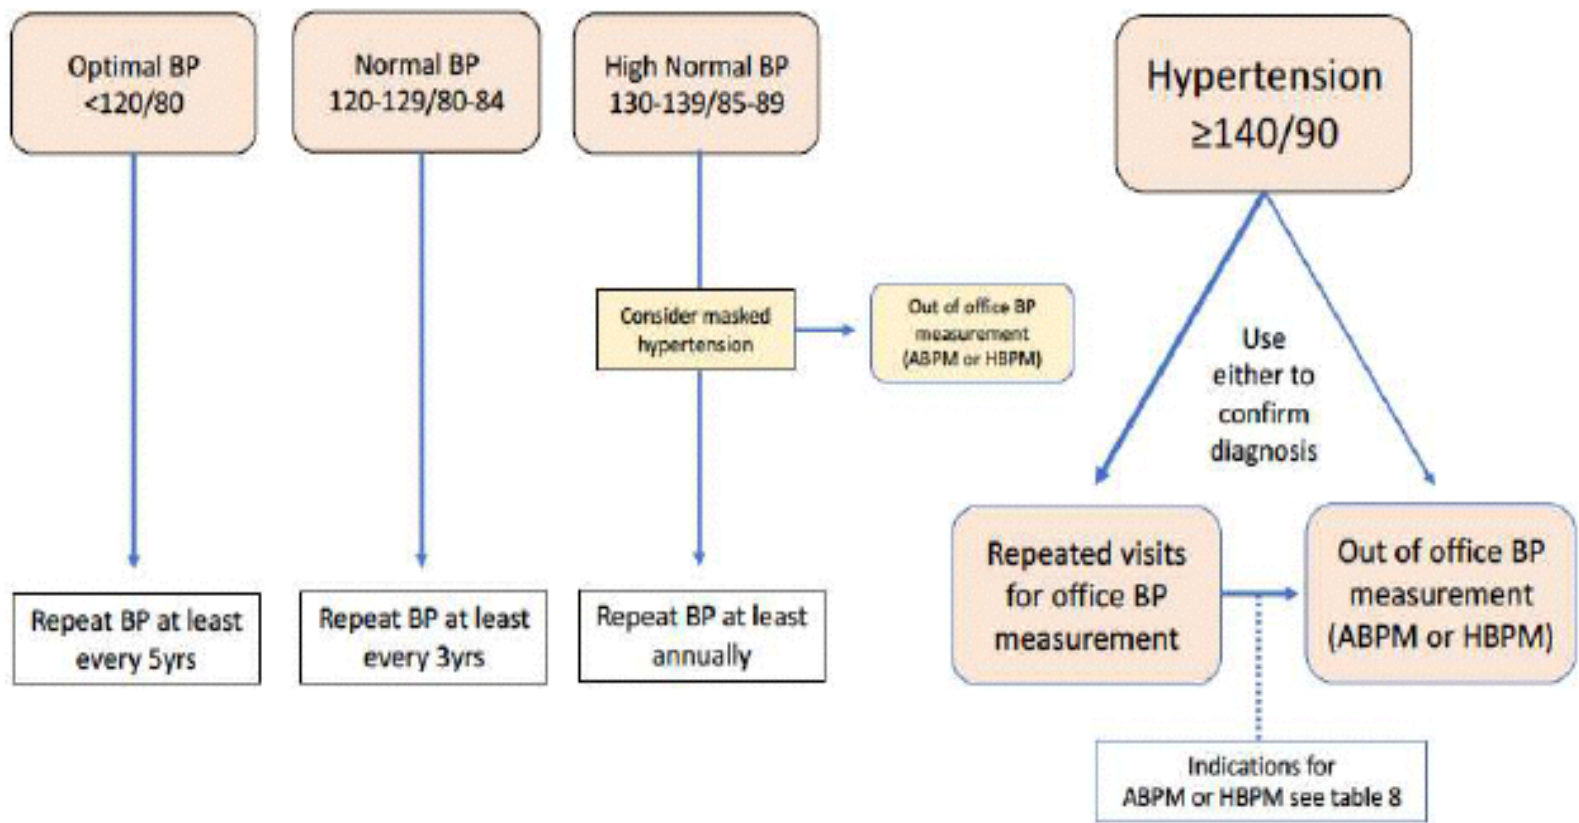 Optimal BP
<120/80
Normal BP
120-129/80-84
High Normal BP
130-139/85-89
Hypertension
≥140/90
Consider masked
hypertension
Out of office BP
measurement
(ABPM or HBPM)
Use
either to
confirm
diagnosis
Repeat BP at least
every 5yrs
Repeat BP at least
every 3yrs
Repeat BP at least
annually
Repeated visits
for office BP
measurement
Out of office BP
measurement
(ABPM or HBPM)
Indications for
ABPM or HBPM see table 8